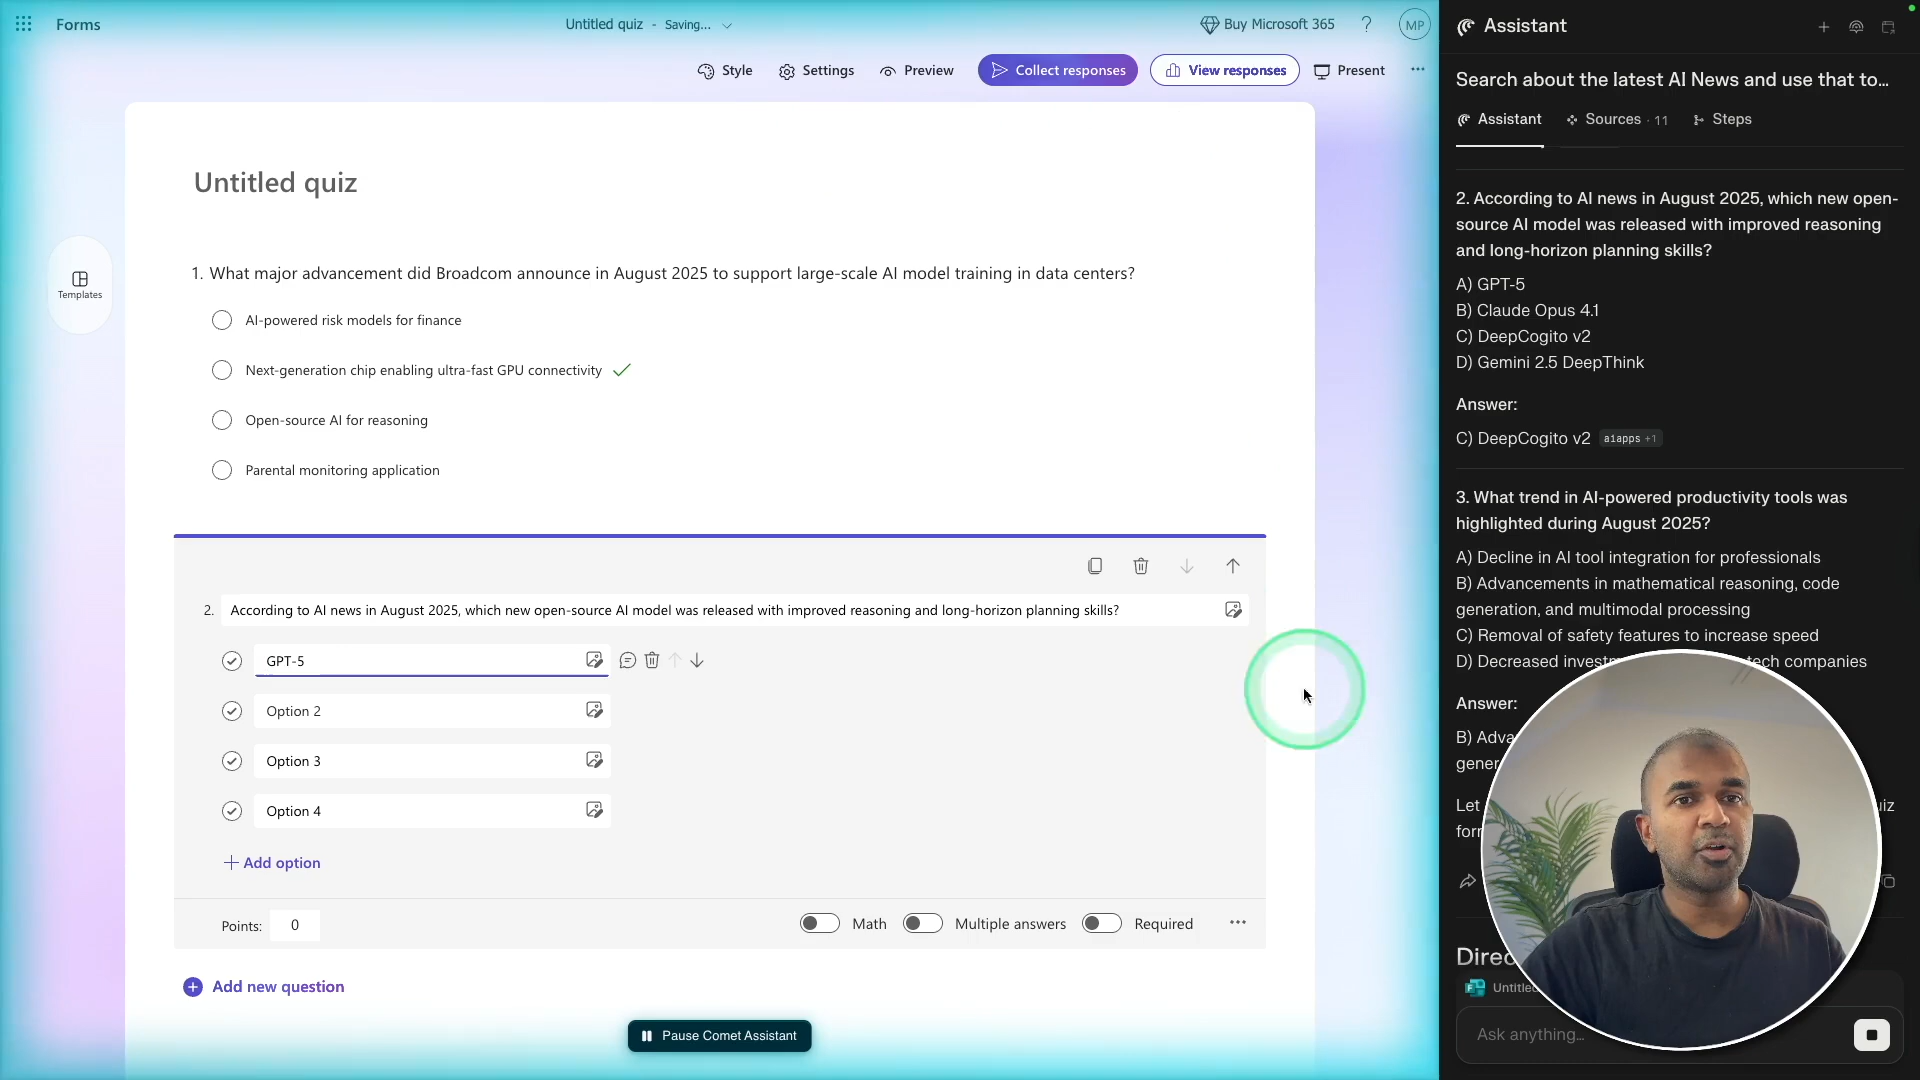 Forms
Untitled quiz - Saving...
Buy Microsoft 365
?
MP
Style
Settings
Preview
Collect responses
View responses
Present
Templates
Untitled quiz
1. What major advancement did Broadcom announce in August 2025 to support large-scale AI model training in data centers?
AI-powered risk models for finance
Next-generation chip enabling ultra-fast GPU connectivity
Open-source AI for reasoning
Parental monitoring application
2. According to AI news in August 2025, which new open-source AI model was released with improved reasoning and long-horizon planning skills?
GPT-5
Option 2
Option 3
Option 4
Add option
Points: 0
Math
Multiple answers
Required
Add new question
Pause Comet Assistant
Assistant
Search about the latest AI News and use that to...
Assistant
Sources · 11
Steps
2. According to AI news in August 2025, which new open-
source AI model was released with improved reasoning
and long-horizon planning skills?
A) GPT-5
B) Claude Opus 4.1
C) DeepCogito v2
D) Gemini 2.5 DeepThink
Answer:
C) DeepCogito v2 aiapps +1
3. What trend in AI-powered productivity tools was
highlighted during August 2025?
A) Decline in AI tool integration for professionals
B) Advancements in mathematical reasoning, code
generation, and multimodal processing
C) Removal of safety features to increase speed
D) Decreased tech companies
Answer:
B)
Let
Ask anything...